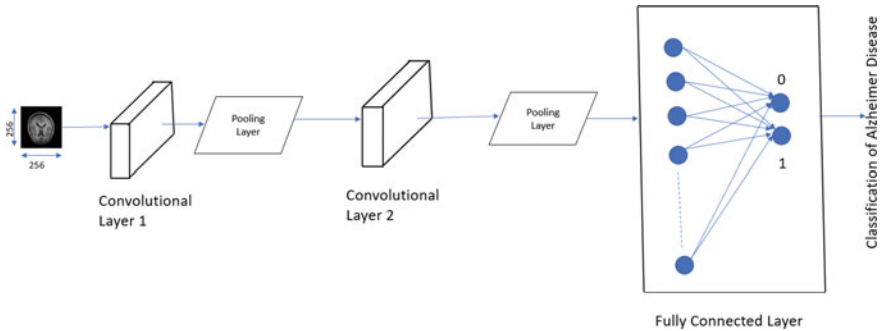 256
256
Convolutional
Layer 1
Pooling
Layer
Convolutional
Layer 2
Pooling
Layer
0
1
Fully Connected Layer
Classification of Alzheimer Disease